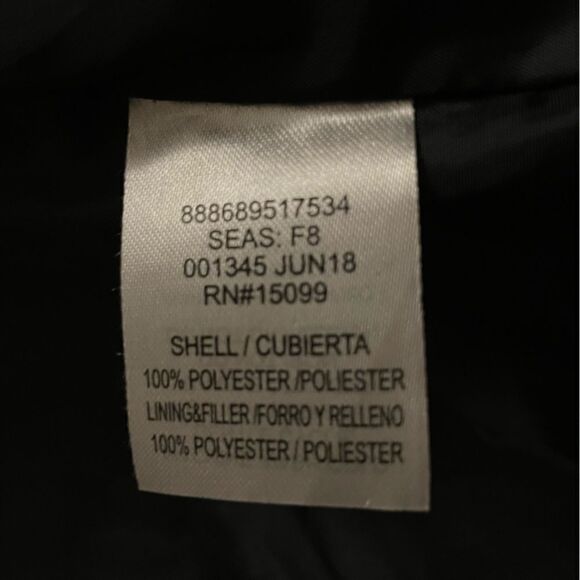 888689517534
SEAS: F8
001345 JUN18
RN#15099
SHELL / CUBIERTA
100% POLYESTER /POLIESTER
LINING&FILLER /FORRO Y RELLENO
100% POLYESTER / POLIESTER